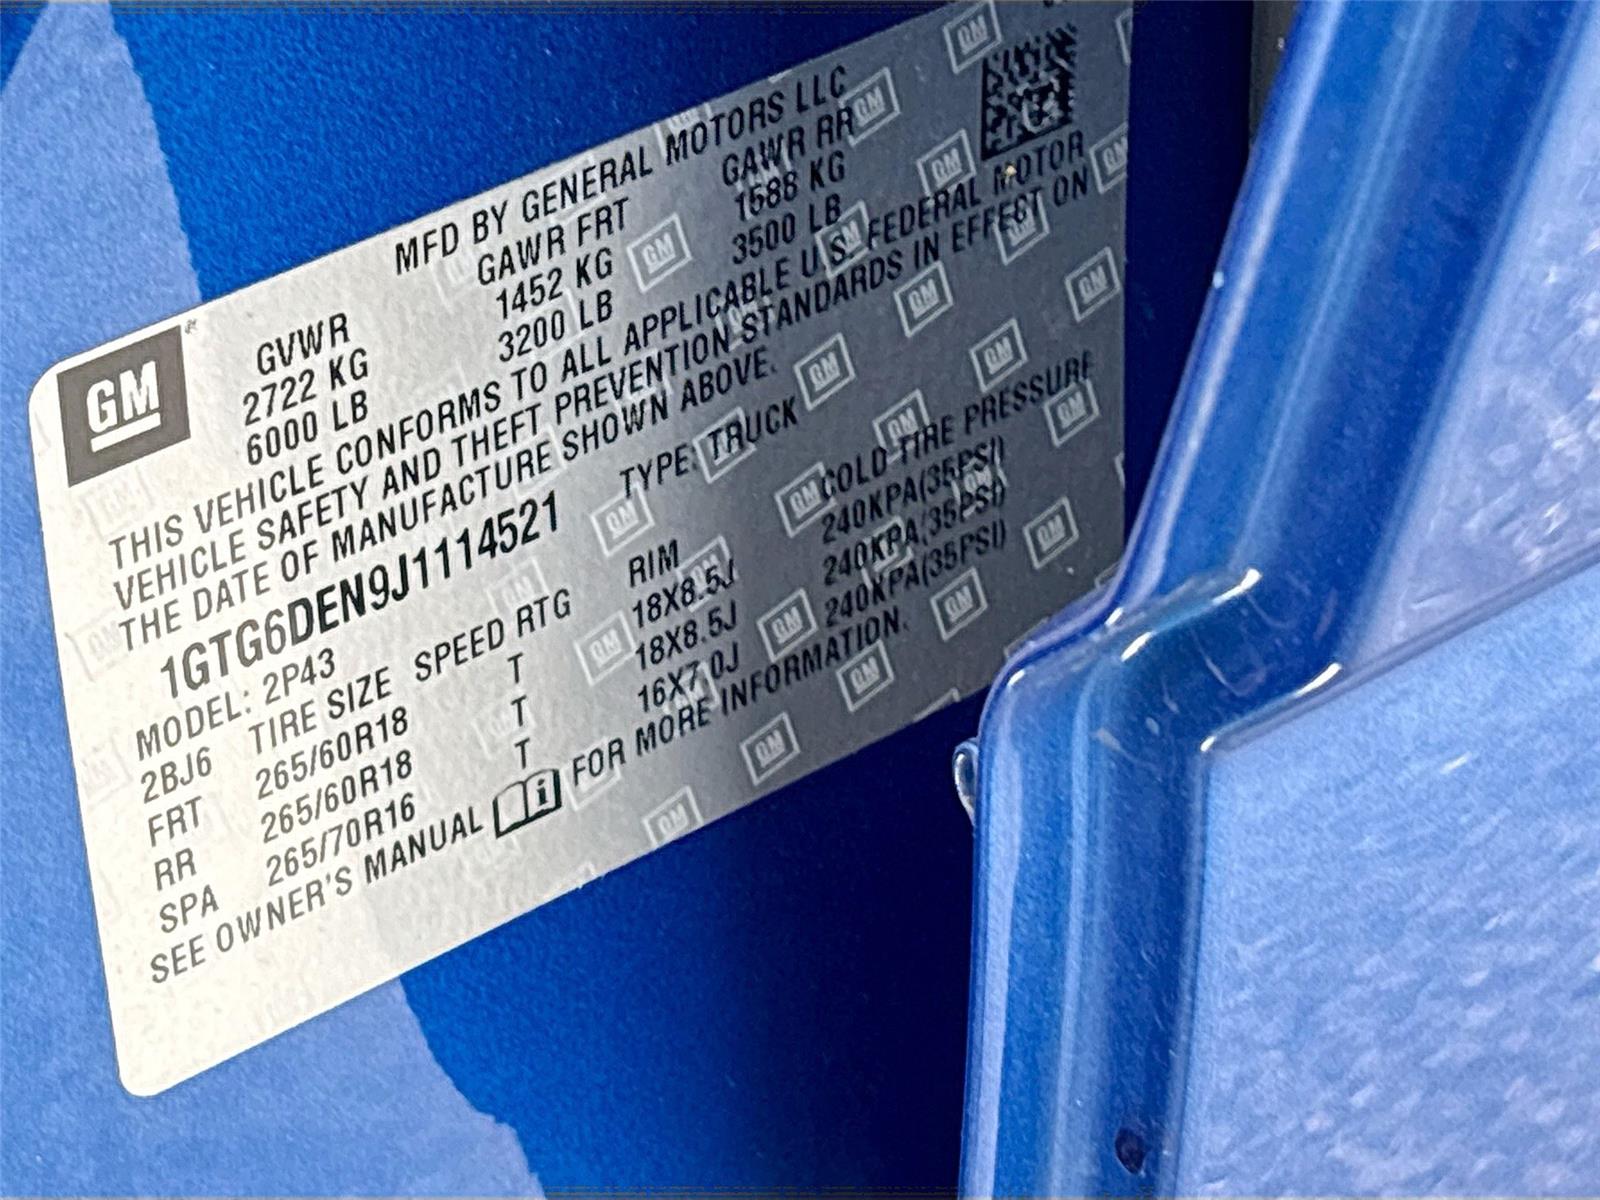 MFD BY GENERAL MOTORS LLC
GVWR GAWR FRT GAWR RR
2722 KG 1452 KG 1588 KG
6000 LB 3200 LB 3500 LB
THIS VEHICLE CONFORMS TO ALL APPLICABLE U.S. FEDERAL MOTOR
VEHICLE SAFETY AND THEFT PREVENTION STANDARDS IN EFFECT ON
THE DATE OF MANUFACTURE SHOWN ABOVE.
1GTG6DEN9J1114521 TYPE: TRUCK
MODEL: 2P43
2BJ6 TIRE SIZE SPEED RTG RIM COLD TIRE PRESSURE
FRT 265/60R18 T 18X8.5J 240KPA(35PSI)
RR 265/60R18 T 18X8.5J 240KPA(35PSI)
SPA 265/70R16 T 16X7.0J 240KPA(35PSI)
SEE OWNER'S MANUAL FOR MORE INFORMATION.
GM